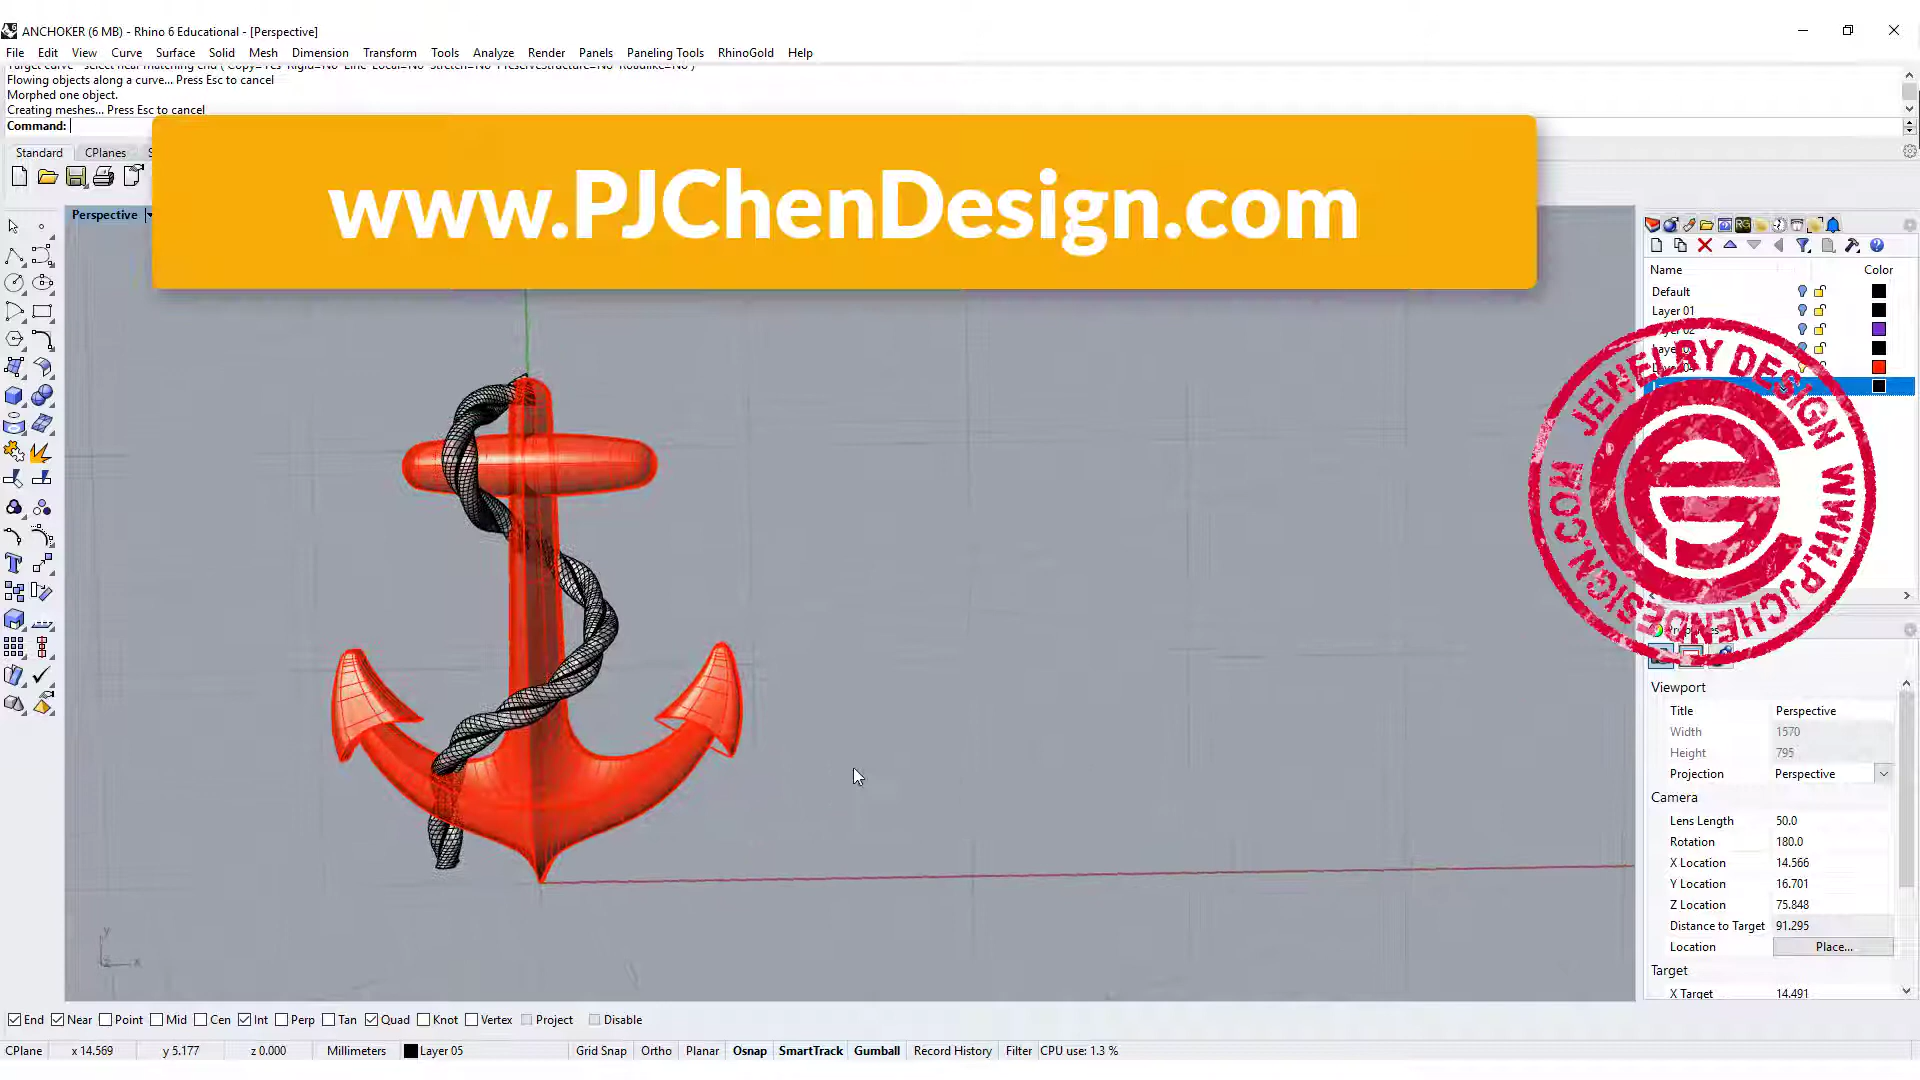 ANCHOKER (6 MB) - Rhino 6 Educational - [Perspective]
File Edit View Curve Surface Solid Mesh Dimension Transform Tools Analyze Render Panels Paneling Tools RhinoGold Help
Flowing objects along a curve... Press Esc to cancel
Morphed one object.
Creating meshes... Press Esc to cancel
Command:
Standard CPlanes
www.PJChenDesign.com
Perspective
Name Color
Default
Layer 01
JEWELRY DESIGN
WWW.PJCHENDESIGN.COM
Viewport
Title Perspective
Width 1570
Height 795
Projection Perspective
Camera
Lens Length 50.0
Rotation 180.0
X Location 14.566
Y Location 16.701
Z Location 75.848
Distance to Target 91.295
Location Place...
Target
X Target 14.491
y
x
End Near Point Mid Cen Int Perp Tan Quad Knot Vertex Project Disable
CPlane x 14.569 y 5.177 z 0.000 Millimeters Layer 05 Grid Snap Ortho Planar Osnap SmartTrack Gumball Record History Filter CPU use: 1.3 %